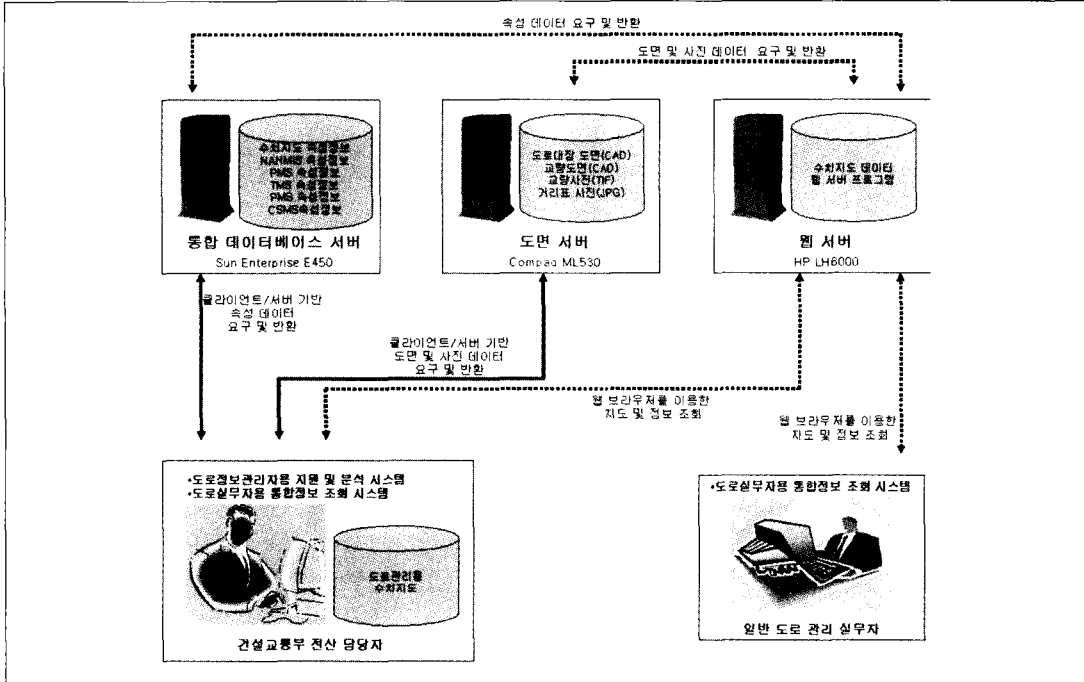 속성 데이터 요구 및 반환
도면 및 사진 데이터 요구 및 반환
수치지도 속성정보
NAHMIS 속성정보
PMS 속성정보
TMS 속성정보
PMS 속성정보
CSMS속성정보
통합 데이터베이스 서버
Sun Enterprise E450
도로대장 도면(CAD)
교량도면(CAD)
교량사진(TIF)
거리표 사진(JPG)
도면 서버
Compaq ML530
수치지도 데이터
웹 서버 프로그램
웹 서버
HP LH6000
클라이언트/서버 기반
속성 데이터
요구 및 반환
클라이언트/서버 기반
도면 및 사진 데이터
요구 및 반환
웹 브라우저를 이용한
지도 및 정보 조회
웹 브라우저를 이용한
지도 및 정보 조회
•도로정보관리자용 지원 및 분석 시스템
•도로실무자용 통합정보 조회 시스템
도로관리용
수치지도
건설교통부 전산 담당자
•도로실무자용 통합정보 조회 시스템
일반 도로 관리 실무자